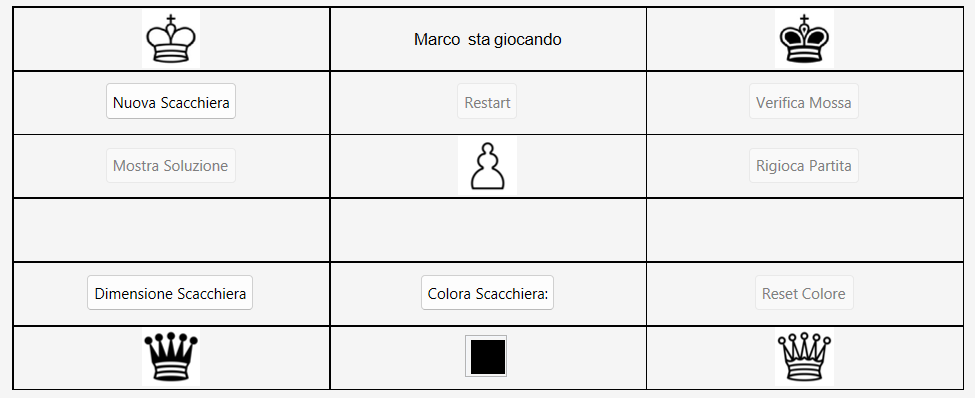 Marco sta giocando
Nuova Scacchiera
Restart
Verifica Mossa
Mostra Soluzione
Rigioca Partita
Dimensione Scacchiera
Colora Scacchiera:
Reset Colore